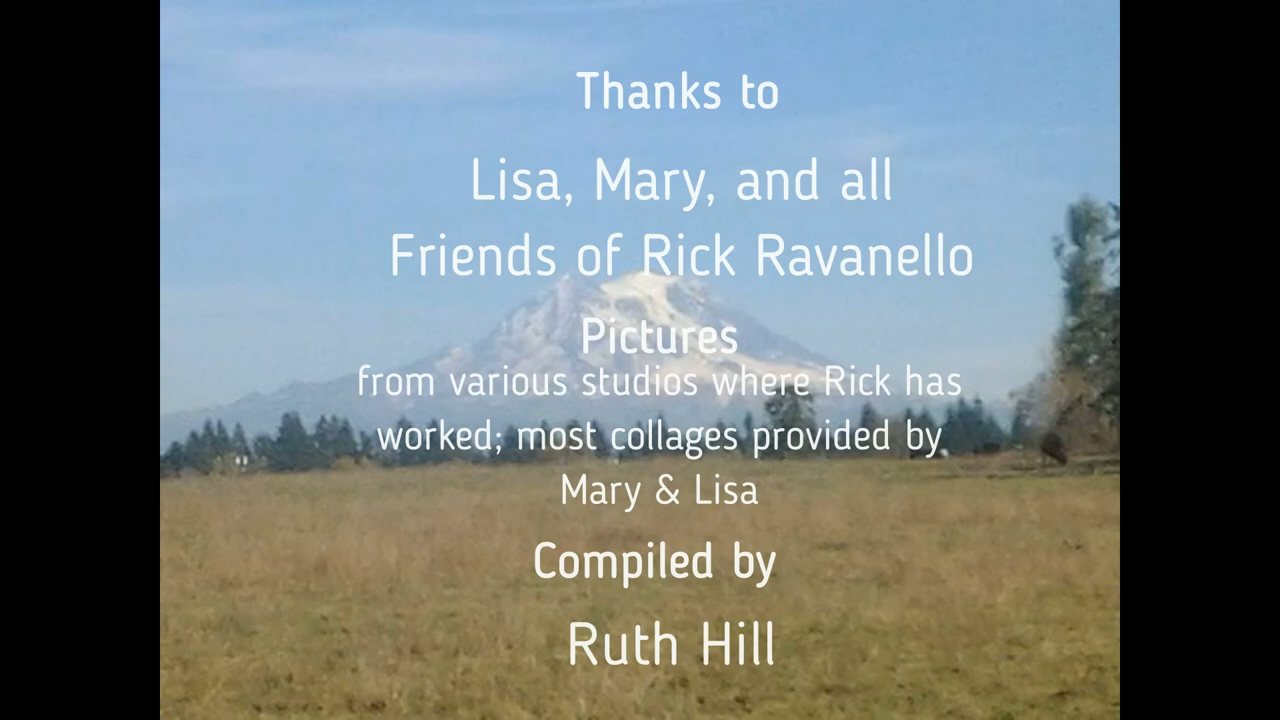 Thanks to
Lisa, Mary, and all
Friends of Rick Ravanello
Pictures
from various studios where Rick has
worked; most collages provided by
Mary & Lisa
Compiled by
Ruth Hill